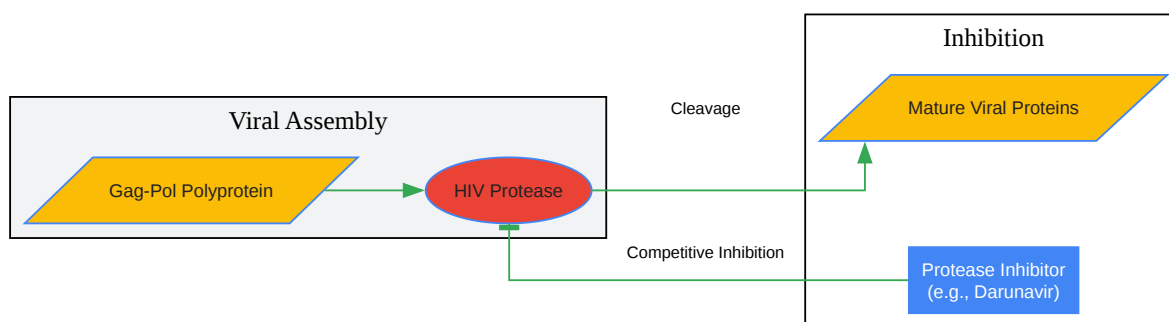 Inhibition
Mature Viral Proteins
Cleavage
Viral Assembly
Gag-Pol Polyprotein
HIV Protease
Competitive Inhibition
Protease Inhibitor
(e.g., Darunavir)